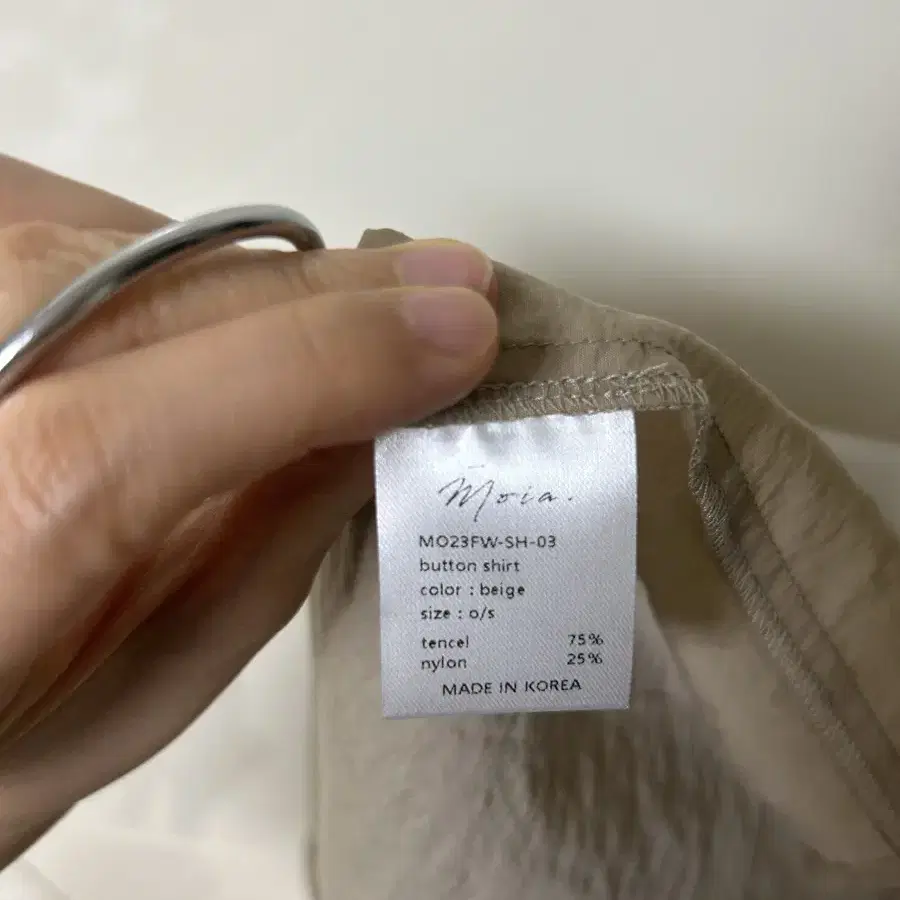 Moia.
MO23FW-SH-03
button shirt
color : beige
size : o/s
tencel 75%
nylon 25%
MADE IN KOREA